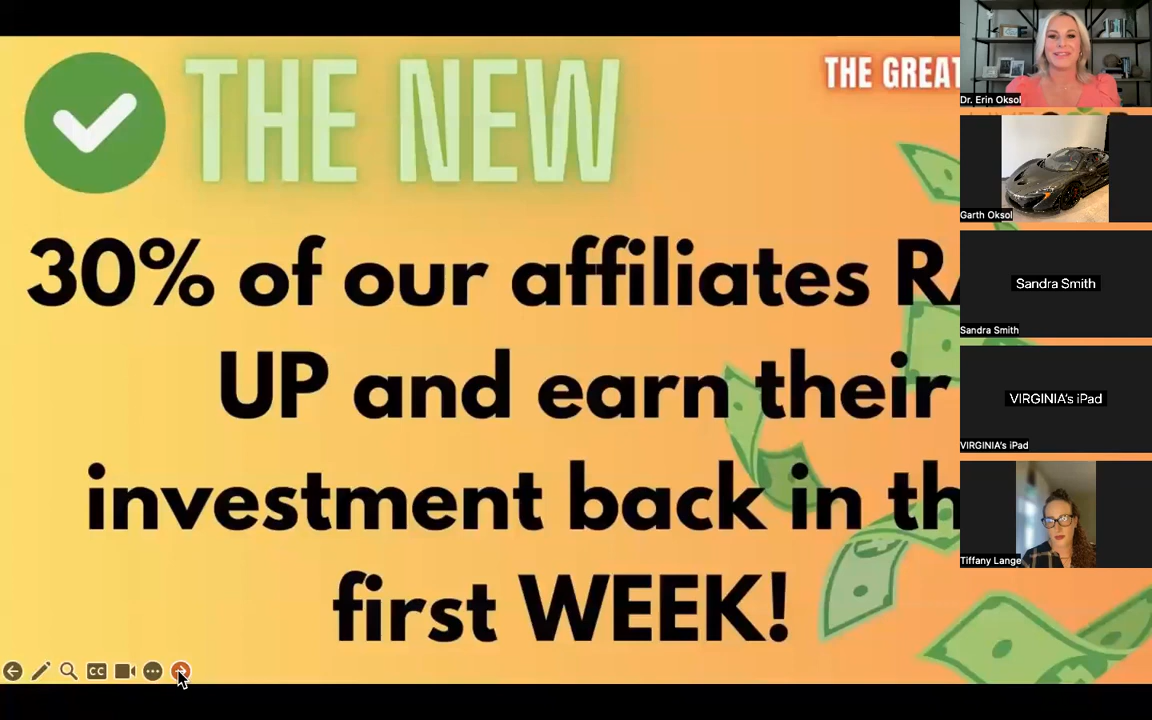 THE NEW
THE GREAT
30% of our affiliates
UP and earn their
investment back in th
first WEEK!
CC
Dr. Erin Oksol
Garth Oksol
Sandra Smith
Sandra Smith
VIRGINIA's iPad
VIRGINIA's iPad
Tiffany Lange